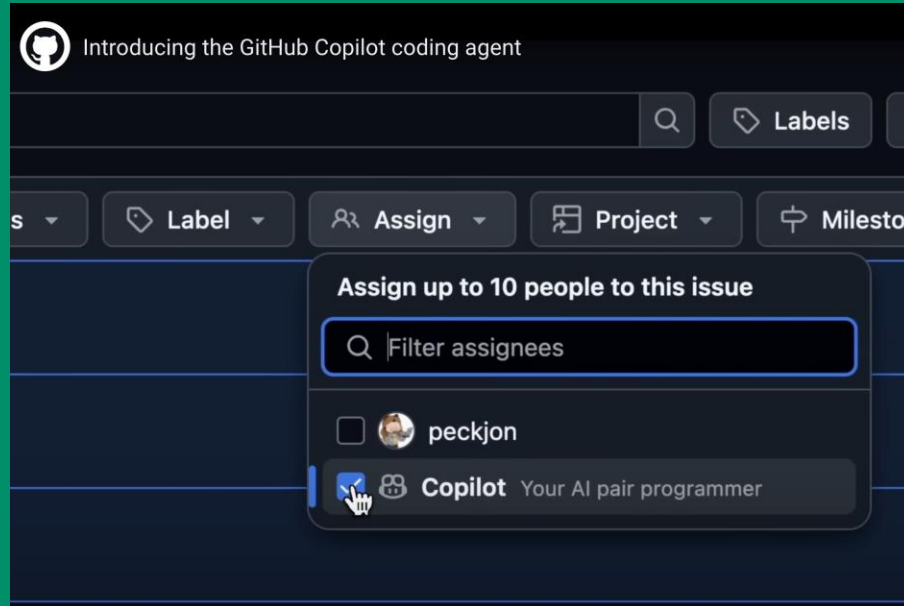 Introducing the GitHub Copilot coding agent
Labels
s Label Assign Project Milesto
Assign up to 10 people to this issue
Filter assignees
peckjon
Copilot Your AI pair programmer